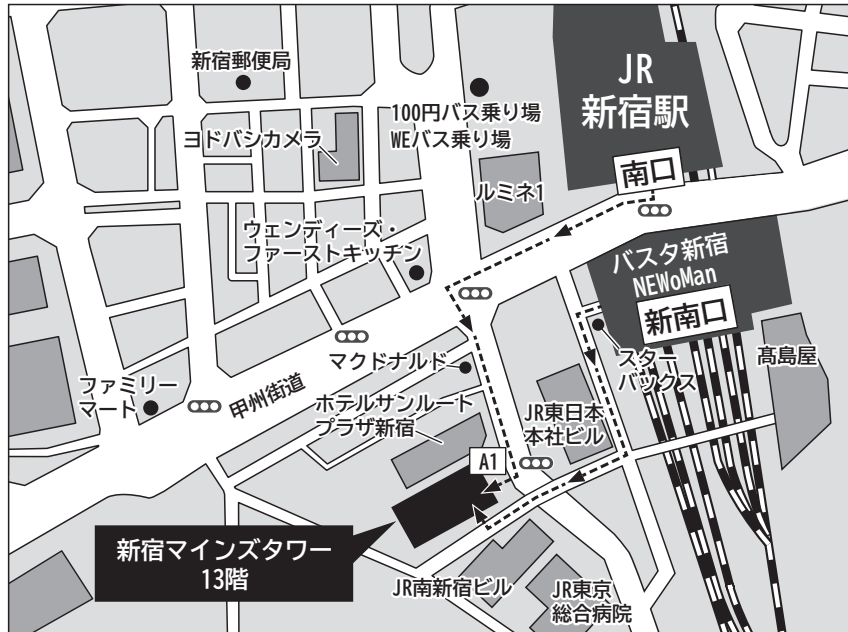 新宿郵便局
JR
新宿駅
100円バス乗り場
WEバス乗り場
ヨドバシカメラ
南口
ルミネ1
ウェンディーズ・
ファーストキッチン
バスタ新宿
NEWoMan
新南口
マクドナルド
スター
バックス
髙島屋
ファミリー
マート
甲州街道
ホテルサンルート
プラザ新宿
JR東日本
本社ビル
A1
新宿マインズタワー
13階
JR南新宿ビル
JR東京
総合病院